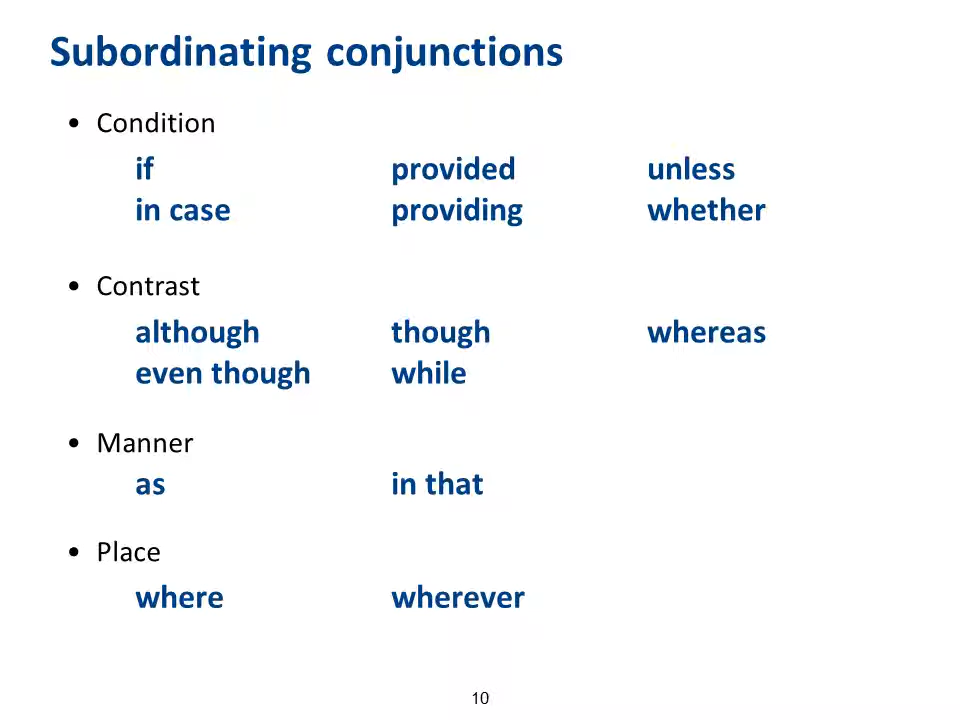 Subordinating conjunctions
• Condition
if provided unless
in case providing whether
• Contrast
although though whereas
even though while
• Manner
as in that
• Place
where wherever
10